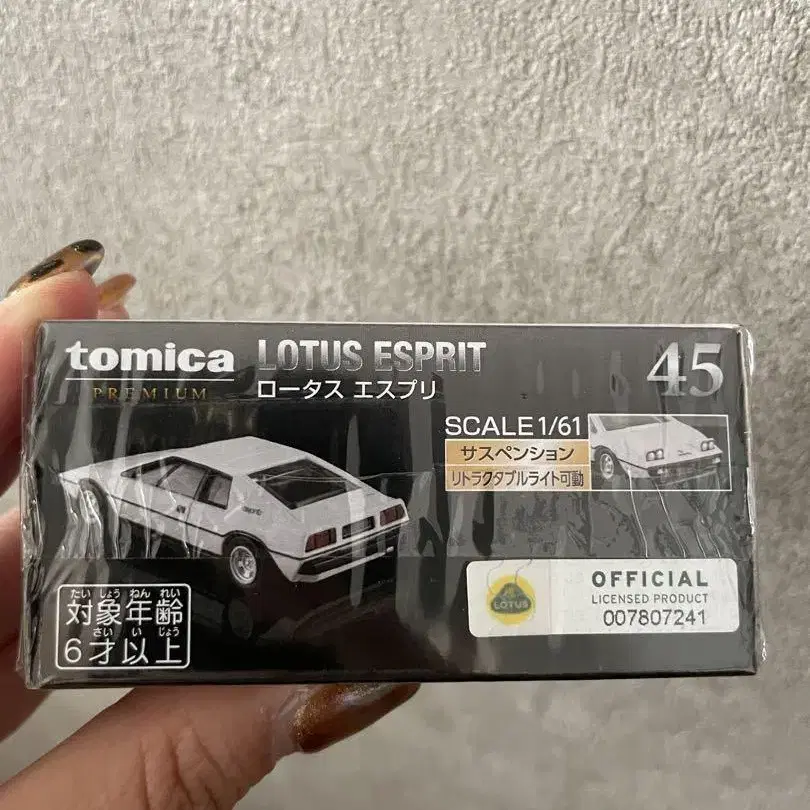 tomica
PREMIUM
LOTUS ESPRIT
ロータス エスプリ
45
SCALE 1/61
サスペンション
リトラクタブルライト可動
たい しょう ねん れい
対象年齢
さい い じょう
6才以上
LOTUS
OFFICIAL
LICENSED PRODUCT
007807241